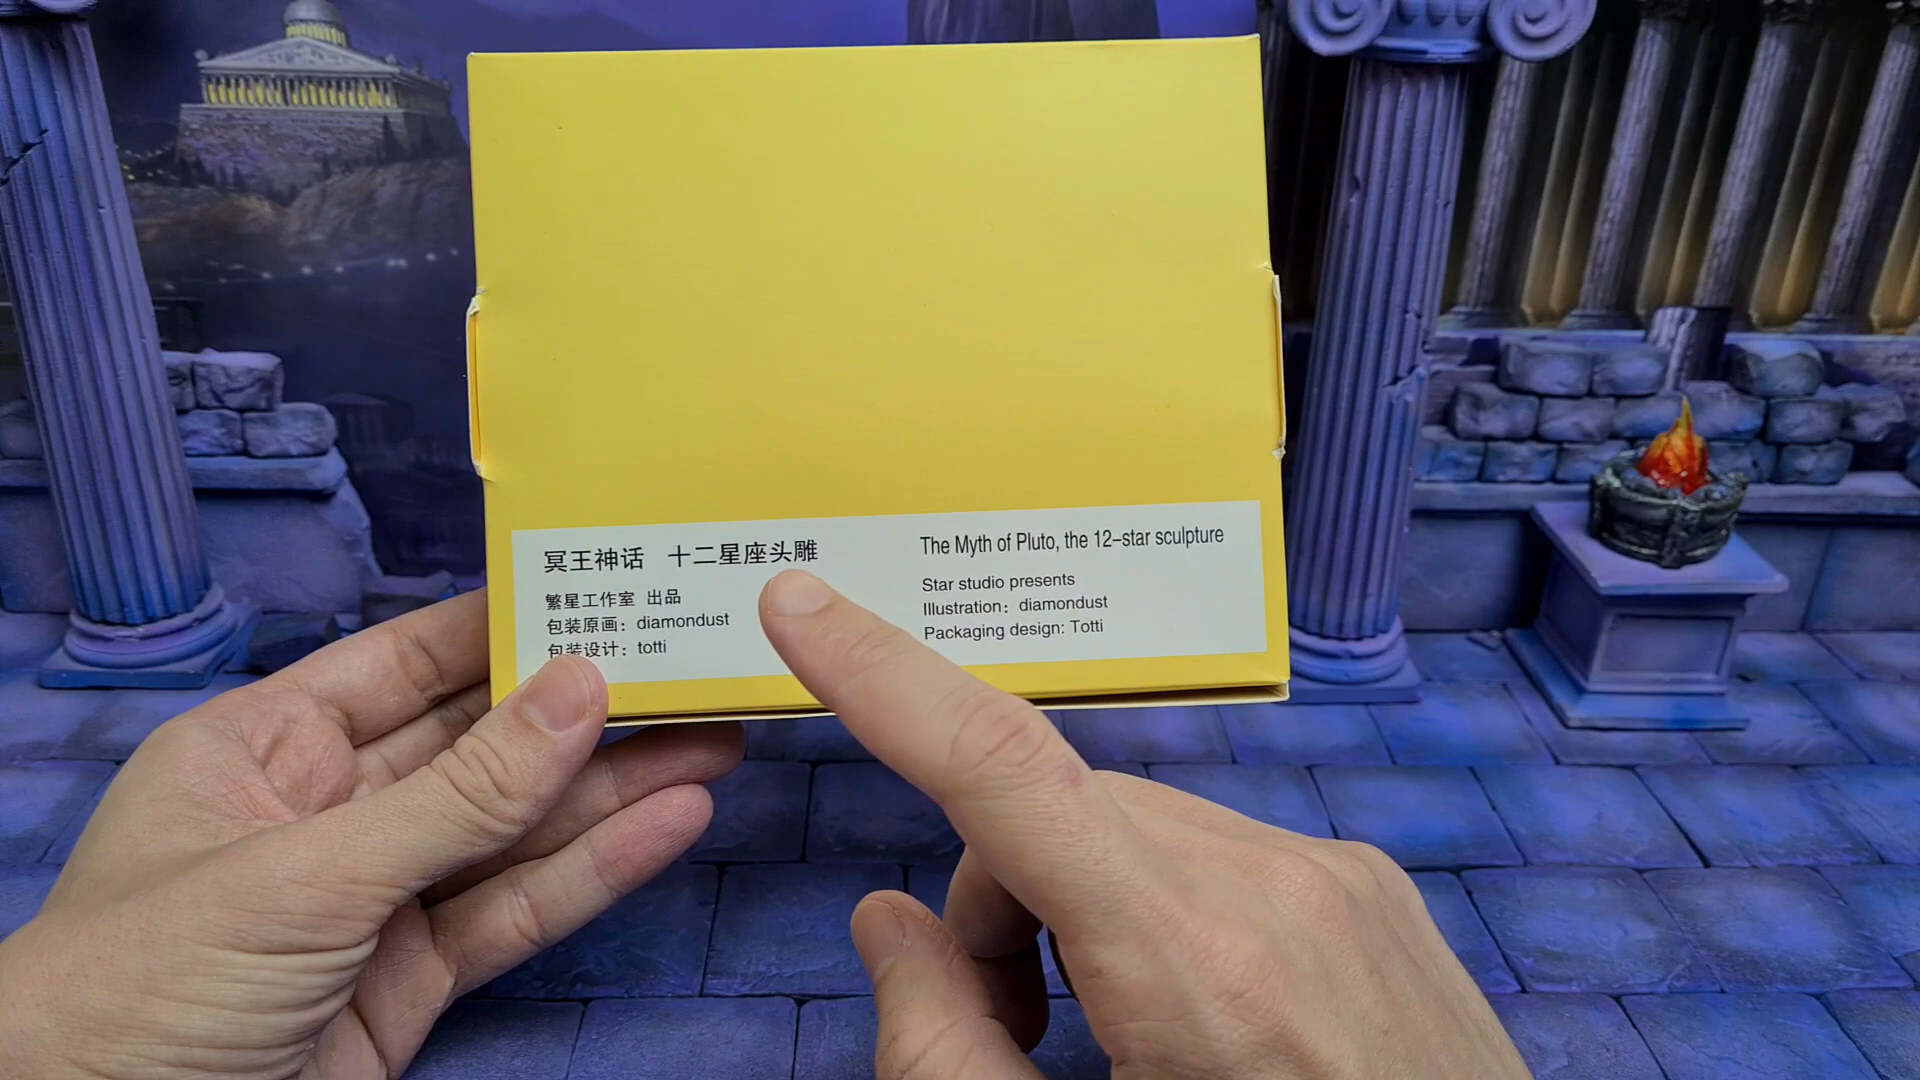 冥王神话 十二星座头雕
繁星工作室 出品
包装原画：diamondust
包装设计：totti
The Myth of Pluto, the 12-star sculpture
Star studio presents
Illustration：diamondust
Packaging design: Totti